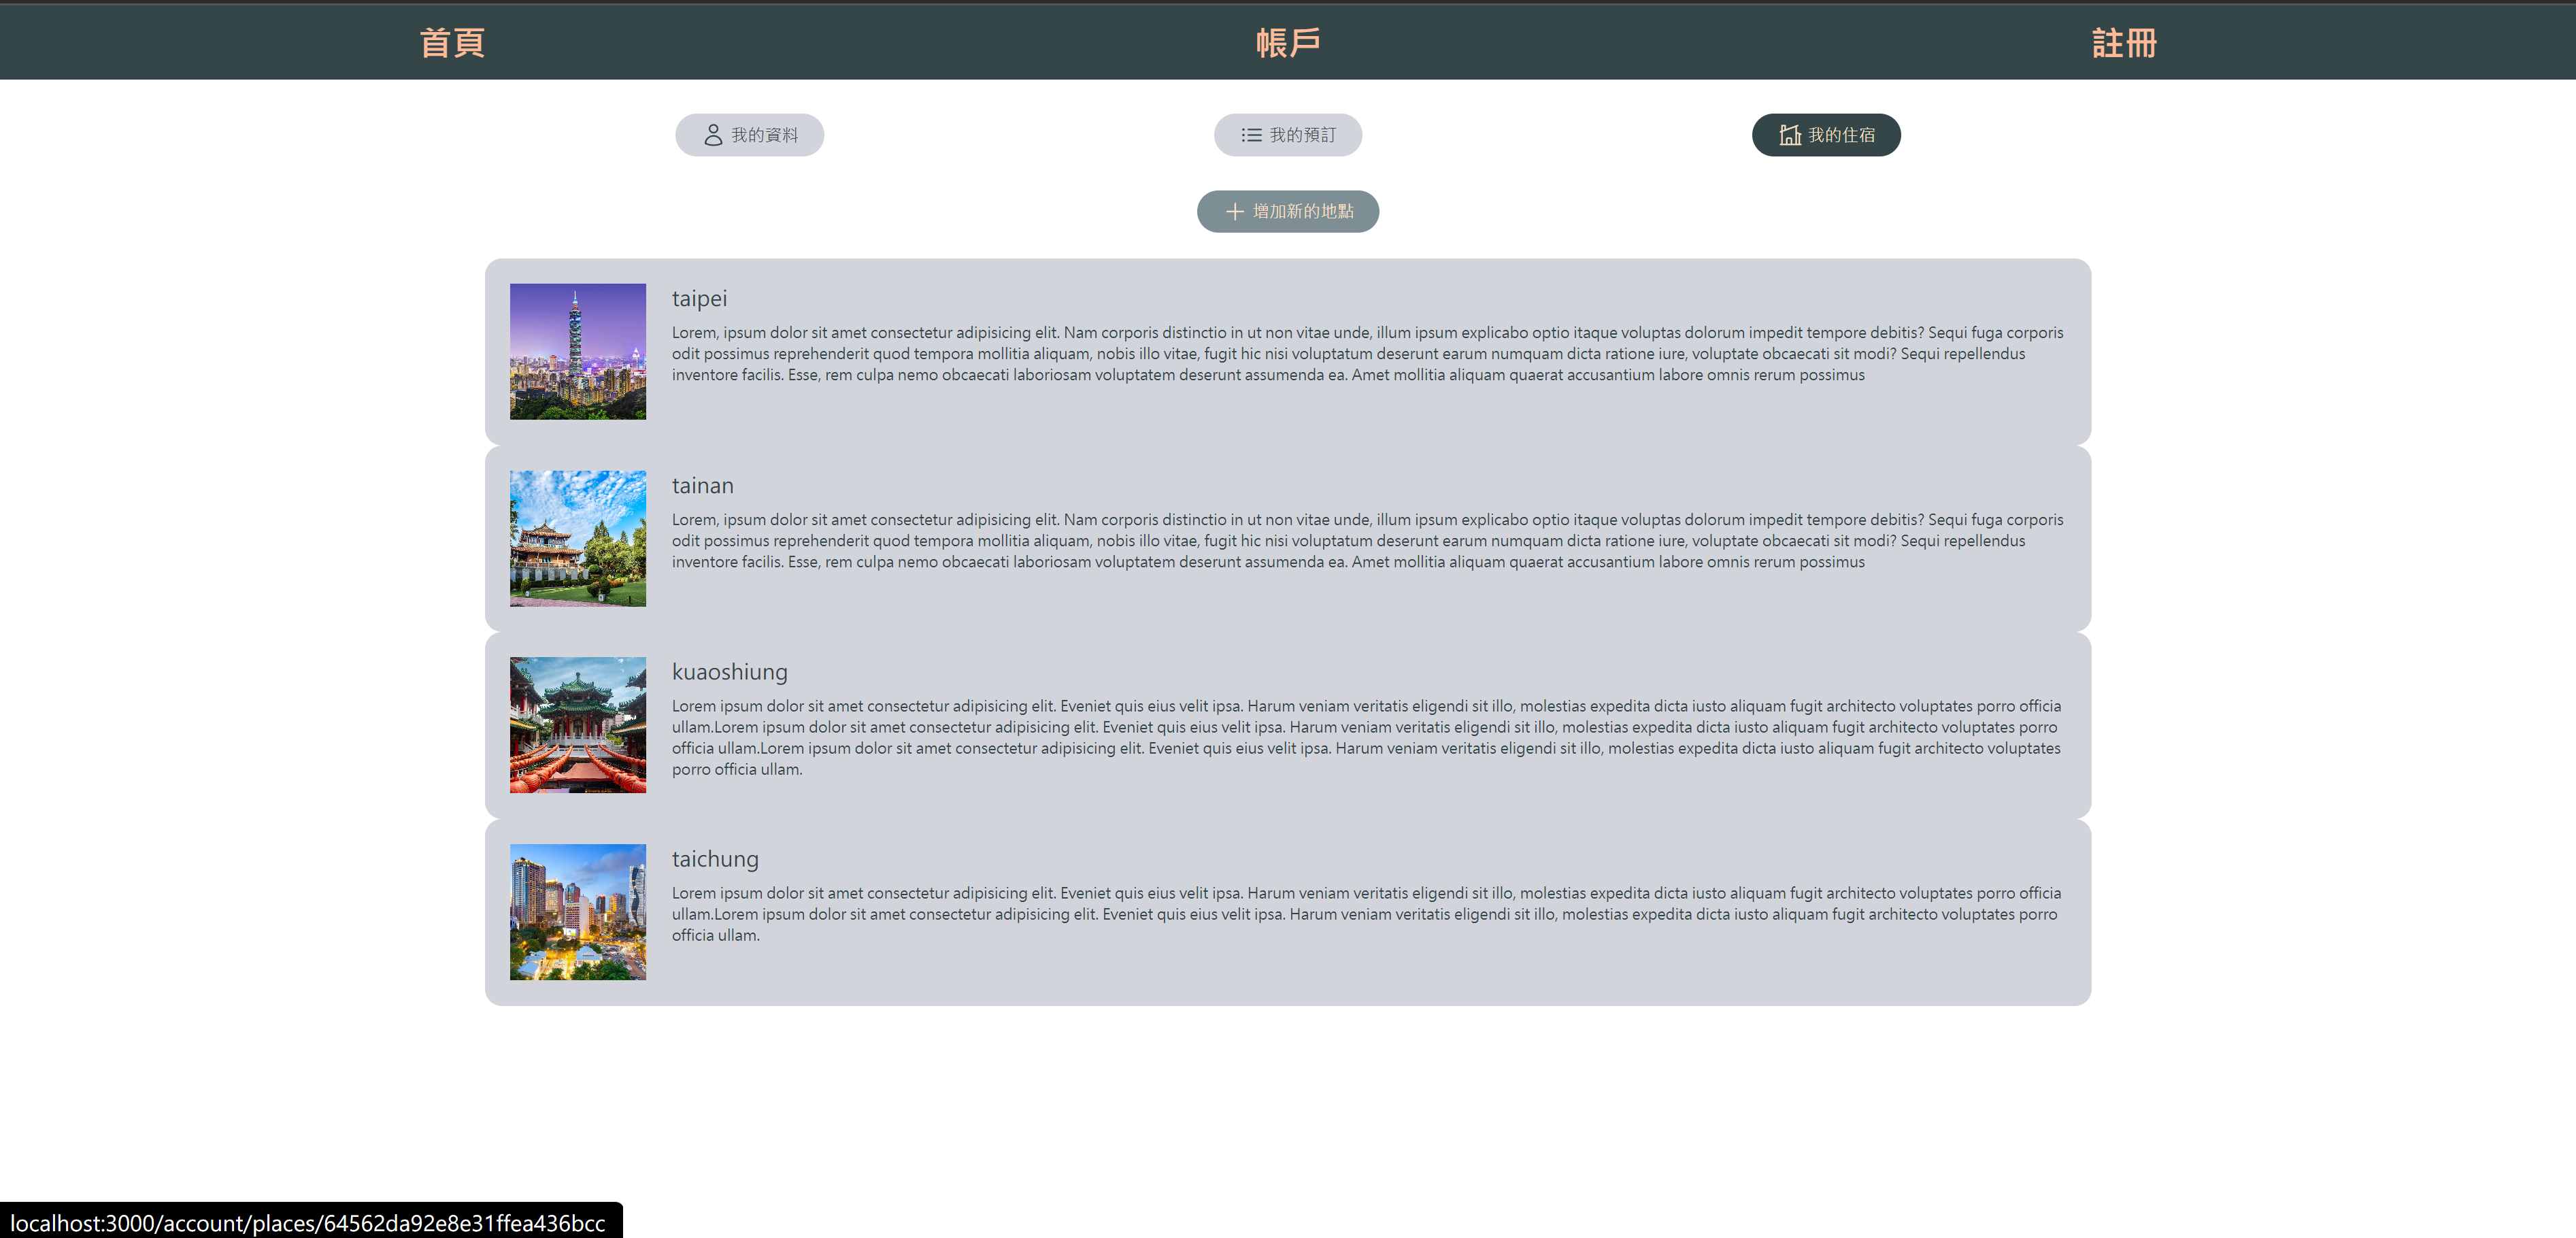 首頁 帳戶 註冊
我的資料 我的預訂 我的住宿
增加新的地點
taipei
Lorem, ipsum dolor sit amet consectetur adipisicing elit. Nam corporis distinctio in ut non vitae unde, illum ipsum explicabo optio itaque voluptas dolorum impedit tempore debitis? Sequi fuga corporis
odit possimus reprehenderit quod tempora mollitia aliquam, nobis illo vitae, fugit hic nisi voluptatum deserunt earum numquam dicta ratione iure, voluptate obcaecati sit modi? Sequi repellendus
inventore facilis. Esse, rem culpa nemo obcaecati laboriosam voluptatem deserunt assumenda ea. Amet mollitia aliquam quaerat accusantium labore omnis rerum possimus
tainan
Lorem, ipsum dolor sit amet consectetur adipisicing elit. Nam corporis distinctio in ut non vitae unde, illum ipsum explicabo optio itaque voluptas dolorum impedit tempore debitis? Sequi fuga corporis
odit possimus reprehenderit quod tempora mollitia aliquam, nobis illo vitae, fugit hic nisi voluptatum deserunt earum numquam dicta ratione iure, voluptate obcaecati sit modi? Sequi repellendus
inventore facilis. Esse, rem culpa nemo obcaecati laboriosam voluptatem deserunt assumenda ea. Amet mollitia aliquam quaerat accusantium labore omnis rerum possimus
kuaoshiung
Lorem ipsum dolor sit amet consectetur adipisicing elit. Eveniet quis eius velit ipsa. Harum veniam veritatis eligendi sit illo, molestias expedita dicta iusto aliquam fugit architecto voluptates porro officia
ullam.Lorem ipsum dolor sit amet consectetur adipisicing elit. Eveniet quis eius velit ipsa. Harum veniam veritatis eligendi sit illo, molestias expedita dicta iusto aliquam fugit architecto voluptates porro
officia ullam.Lorem ipsum dolor sit amet consectetur adipisicing elit. Eveniet quis eius velit ipsa. Harum veniam veritatis eligendi sit illo, molestias expedita dicta iusto aliquam fugit architecto voluptates
porro officia ullam.
taichung
Lorem ipsum dolor sit amet consectetur adipisicing elit. Eveniet quis eius velit ipsa. Harum veniam veritatis eligendi sit illo, molestias expedita dicta iusto aliquam fugit architecto voluptates porro officia
ullam.Lorem ipsum dolor sit amet consectetur adipisicing elit. Eveniet quis eius velit ipsa. Harum veniam veritatis eligendi sit illo, molestias expedita dicta iusto aliquam fugit architecto voluptates porro
officia ullam.
localhost:3000/account/places/64562da92e8e31ffea436bcc